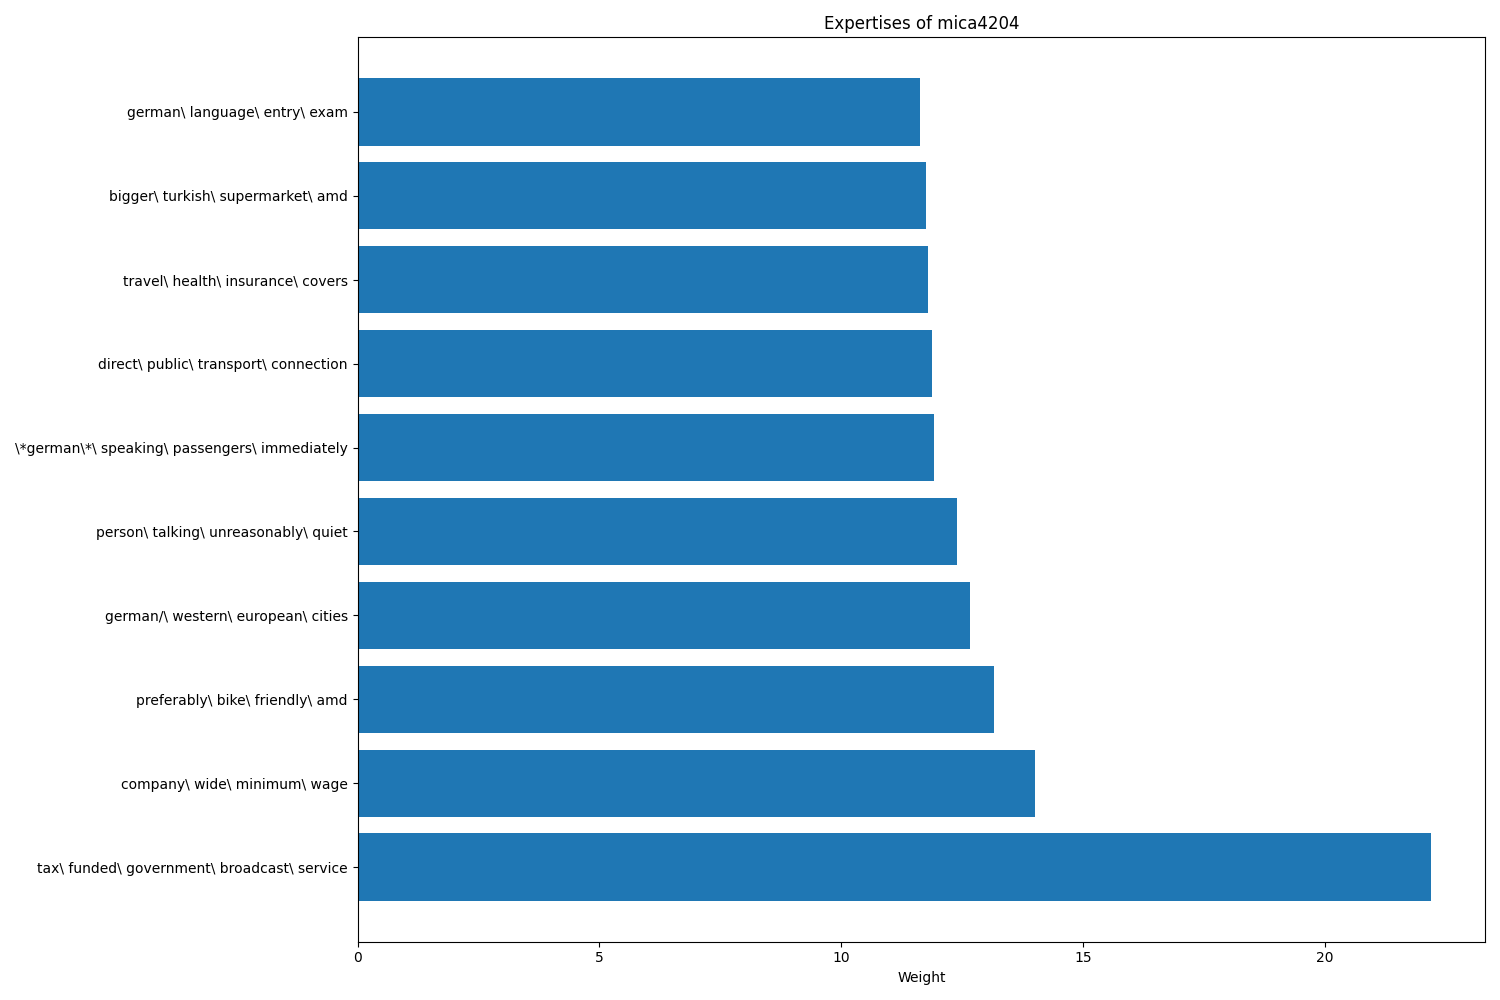 Expertises of mica4204
german\ language\ entry\ exam
bigger\ turkish\ supermarket\ amd
travel\ health\ insurance\ covers
direct\ public\ transport\ connection
\*german\*\ speaking\ passengers\ immediately
person\ talking\ unreasonably\ quiet
german/\ western\ european\ cities
preferably\ bike\ friendly\ amd
company\ wide\ minimum\ wage
tax\ funded\ government\ broadcast\ service
0 5 10 15 20
Weight